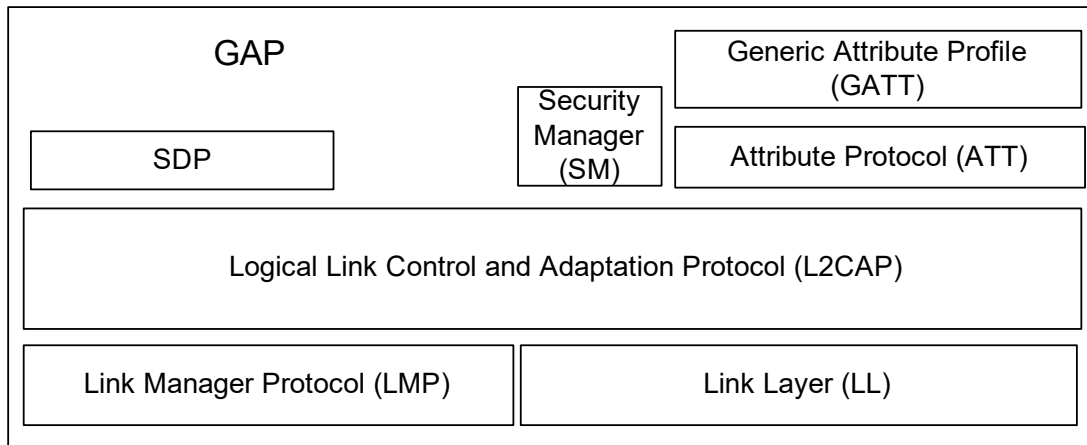 GAP
Generic Attribute Profile
(GATT)
Security
Manager
(SM)
SDP
Attribute Protocol (ATT)
Logical Link Control and Adaptation Protocol (L2CAP)
Link Manager Protocol (LMP)
Link Layer (LL)